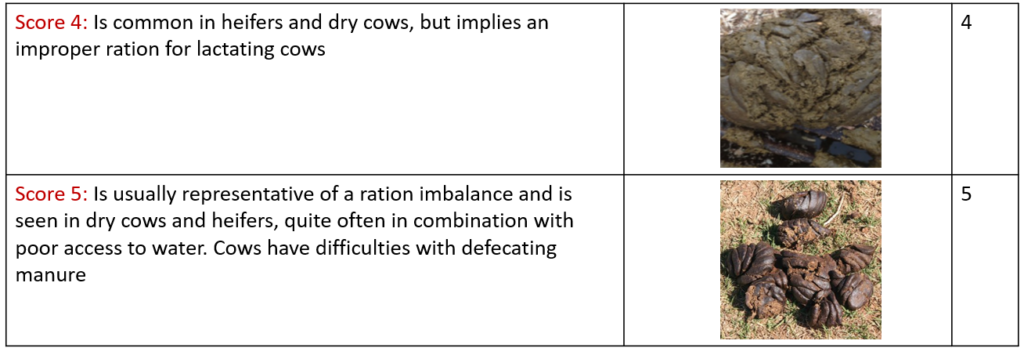 Score 4: Is common in heifers and dry cows, but implies an
improper ration for lactating cows
4
Score 5: Is usually representative of a ration imbalance and is
seen in dry cows and heifers, quite often in combination with
poor access to water. Cows have difficulties with defecating
manure
5